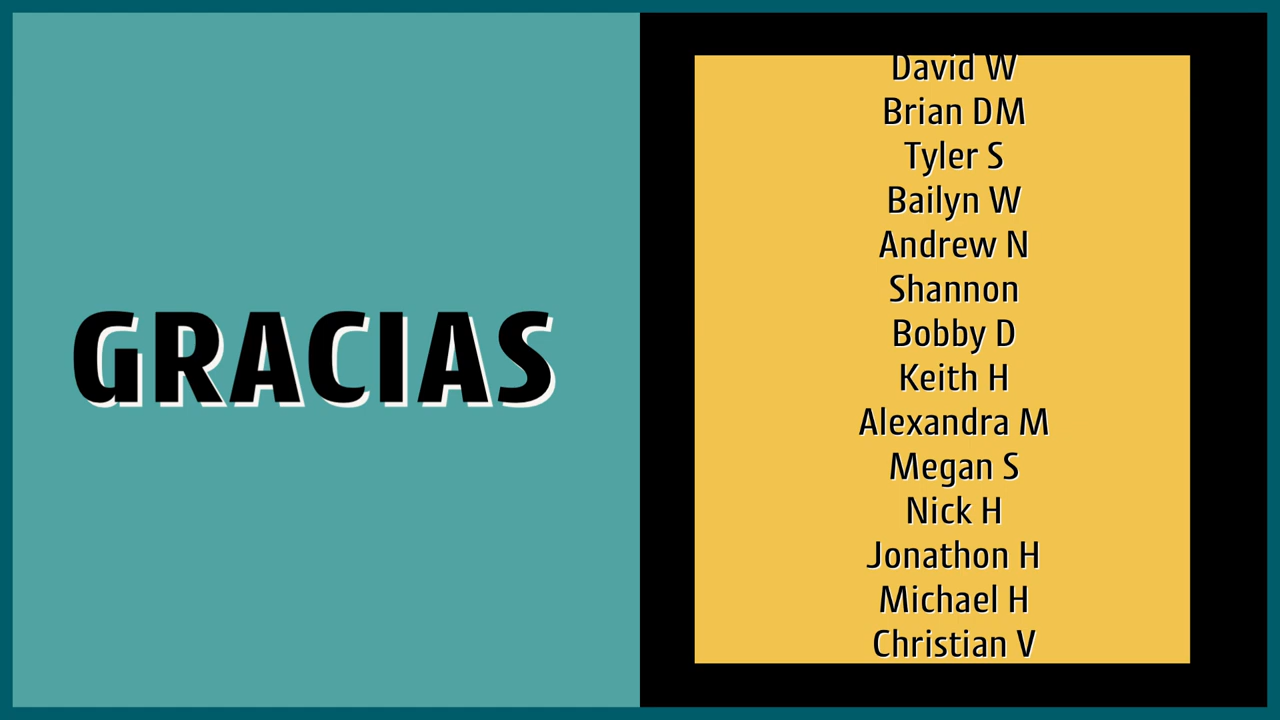 GRACIAS
David W
Brian DM
Tyler S
Bailyn W
Andrew N
Shannon
Bobby D
Keith H
Alexandra M
Megan S
Nick H
Jonathon H
Michael H
Christian V